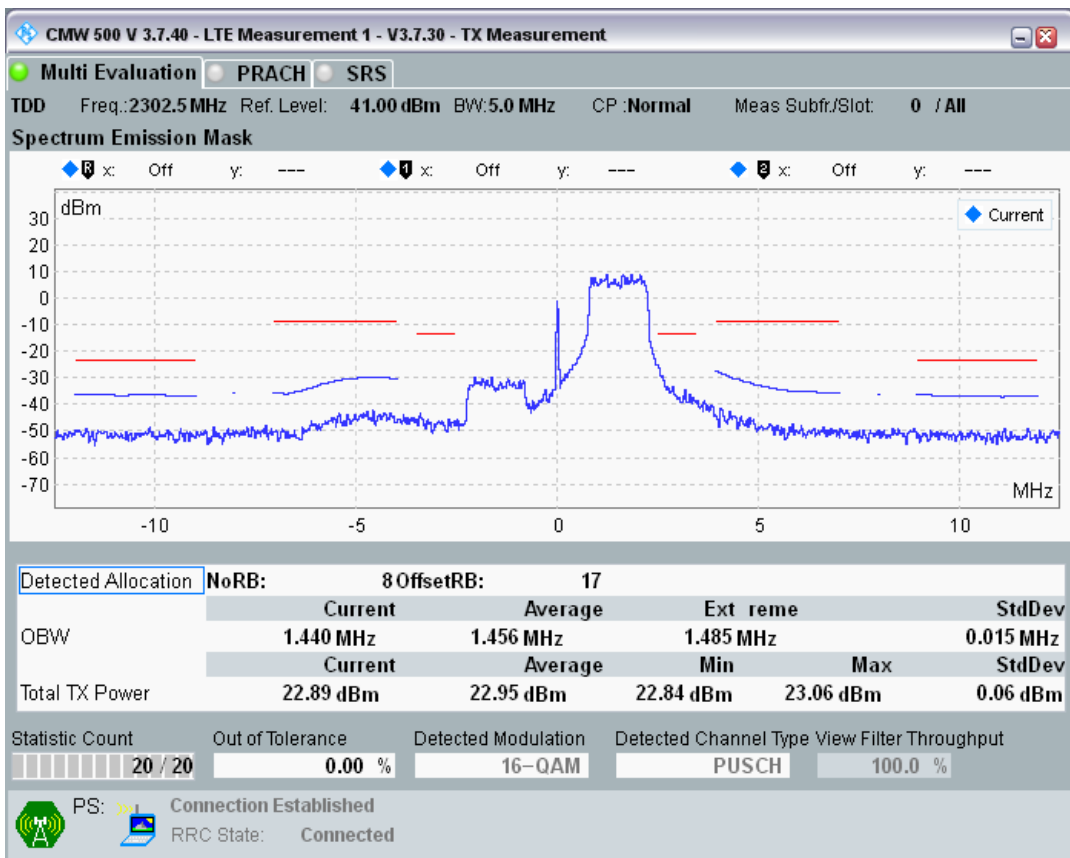 CMW 500 V 3.7.40 - LTE Measurement 1 - V3.7.30 - TX Measurement
Multi Evaluation PRACH SRS
TDD Freq.:2302.5 MHz Ref. Level: 41.00 dBm BW:5.0 MHz CP :Normal Meas Subfr./Slot: 0 / All
Spectrum Emission Mask
R x: Off y: --- 1 x: Off y: --- 2 x: Off y: ---
dBm
Current
30
20
10
0
-10
-20
-30
-40
-50
-60
-70
MHz
-10 -5 0 5 10
Detected Allocation NoRB: 8 OffsetRB: 17
Current Average Ext reme StdDev
OBW 1.440 MHz 1.456 MHz 1.485 MHz 0.015 MHz
Current Average Min Max StdDev
Total TX Power 22.89 dBm 22.95 dBm 22.84 dBm 23.06 dBm 0.06 dBm
Statistic Count Out of Tolerance Detected Modulation Detected Channel Type View Filter Throughput
20 / 20 0.00 % 16-QAM PUSCH 100.0 %
PS: Connection Established
RRC State: Connected